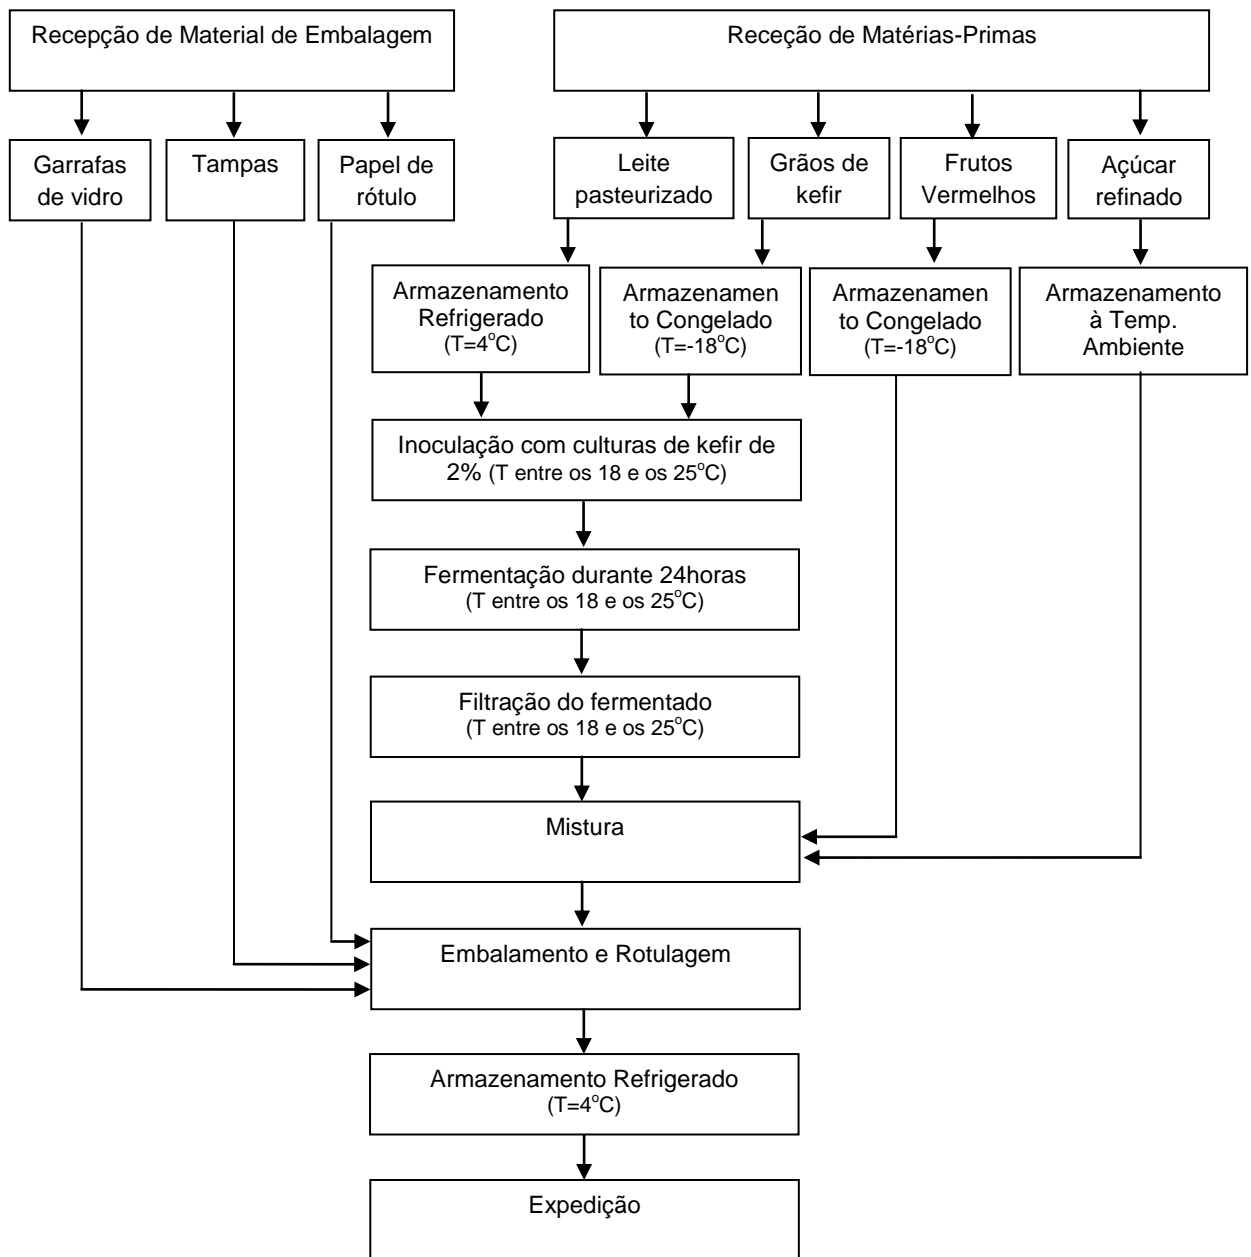 Recepção de Material de Embalagem
Receção de Matérias-Primas
Garrafas
de vidro
Tampas
Papel de
rótulo
Leite
pasteurizado
Grãos de
kefir
Frutos
Vermelhos
Açúcar
refinado
Armazenamento
Refrigerado
(T=4°C)
Armazenamen
to Congelado
(T=-18°C)
Armazenamen
to Congelado
(T=-18°C)
Armazenamento
à Temp.
Ambiente
Inoculação com culturas de kefir de
2% (T entre os 18 e os 25°C)
Fermentação durante 24horas
(T entre os 18 e os 25°C)
Filtração do fermentado
(T entre os 18 e os 25°C)
Mistura
Embalamento e Rotulagem
Armazenamento Refrigerado
(T=4°C)
Expedição